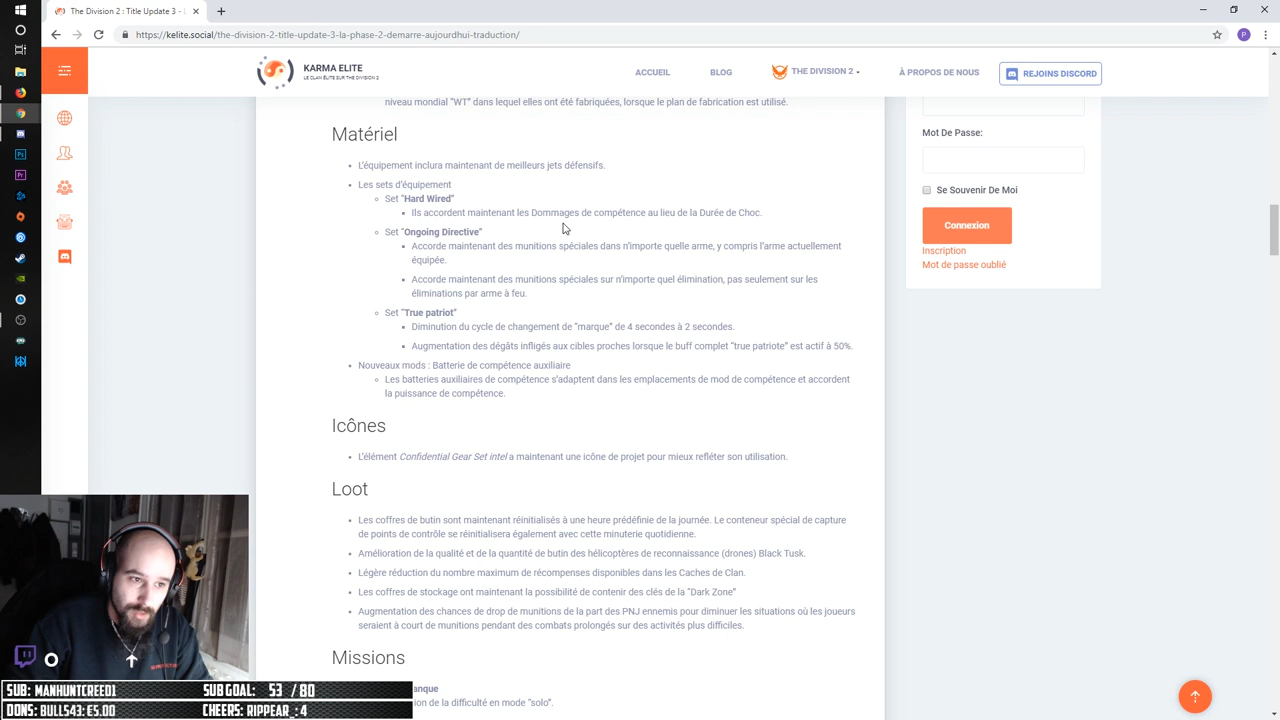 The Division 2 : Title Update 3 - L
https://kelite.social/the-division-2-title-update-3-la-phase-2-demarre-aujourdhui-traduction/
KARMA ELITE
LE CLAN ÉLITE SUR THE DIVISION 2
ACCUEIL
BLOG
THE DIVISION 2
À PROPOS DE NOUS
REJOINS DISCORD
niveau mondial “WT” dans lequel elles ont été fabriquées, lorsque le plan de fabrication est utilisé.
Matériel
L’équipement inclura maintenant de meilleurs jets défensifs.
Les sets d’équipement
Set “Hard Wired”
Ils accordent maintenant les Dommages de compétence au lieu de la Durée de Choc.
Set “Ongoing Directive”
Accorde maintenant des munitions spéciales dans n’importe quelle arme, y compris l’arme actuellement
équipée.
Accorde maintenant des munitions spéciales sur n’importe quel élimination, pas seulement sur les
éliminations par arme à feu.
Set “True patriot”
Diminution du cycle de changement de “marque” de 4 secondes à 2 secondes.
Augmentation des dégâts infligés aux cibles proches lorsque le buff complet “true patriote” est actif à 50%.
Nouveaux mods : Batterie de compétence auxiliaire
Les batteries auxiliaires de compétence s’adaptent dans les emplacements de mod de compétence et accordent
la puissance de compétence.
Icônes
L’élément Confidential Gear Set intel a maintenant une icône de projet pour mieux refléter son utilisation.
Loot
Les coffres de butin sont maintenant réinitialisés à une heure prédéfinie de la journée. Le conteneur spécial de capture
de points de contrôle se réinitialisera également avec cette minuterie quotidienne.
Amélioration de la qualité et de la quantité de butin des hélicoptères de reconnaissance (drones) Black Tusk.
Légère réduction du nombre maximum de récompenses disponibles dans les Caches de Clan.
Les coffres de stockage ont maintenant la possibilité de contenir des clés de la “Dark Zone”
Augmentation des chances de drop de munitions de la part des PNJ ennemis pour diminuer les situations où les joueurs
seraient à court de munitions pendant des combats prolongés sur des activités plus difficiles.
Missions
anque
ion de la difficulté en mode “solo”.
Mot De Passe:
Se Souvenir De Moi
Connexion
Inscription
Mot de passe oublié
SUB: MANHUNTCREED1
SUB GOAL: 53 / 80
DONS: BULLS43: €5.00
CHEERS: RIPPEAR_: 4